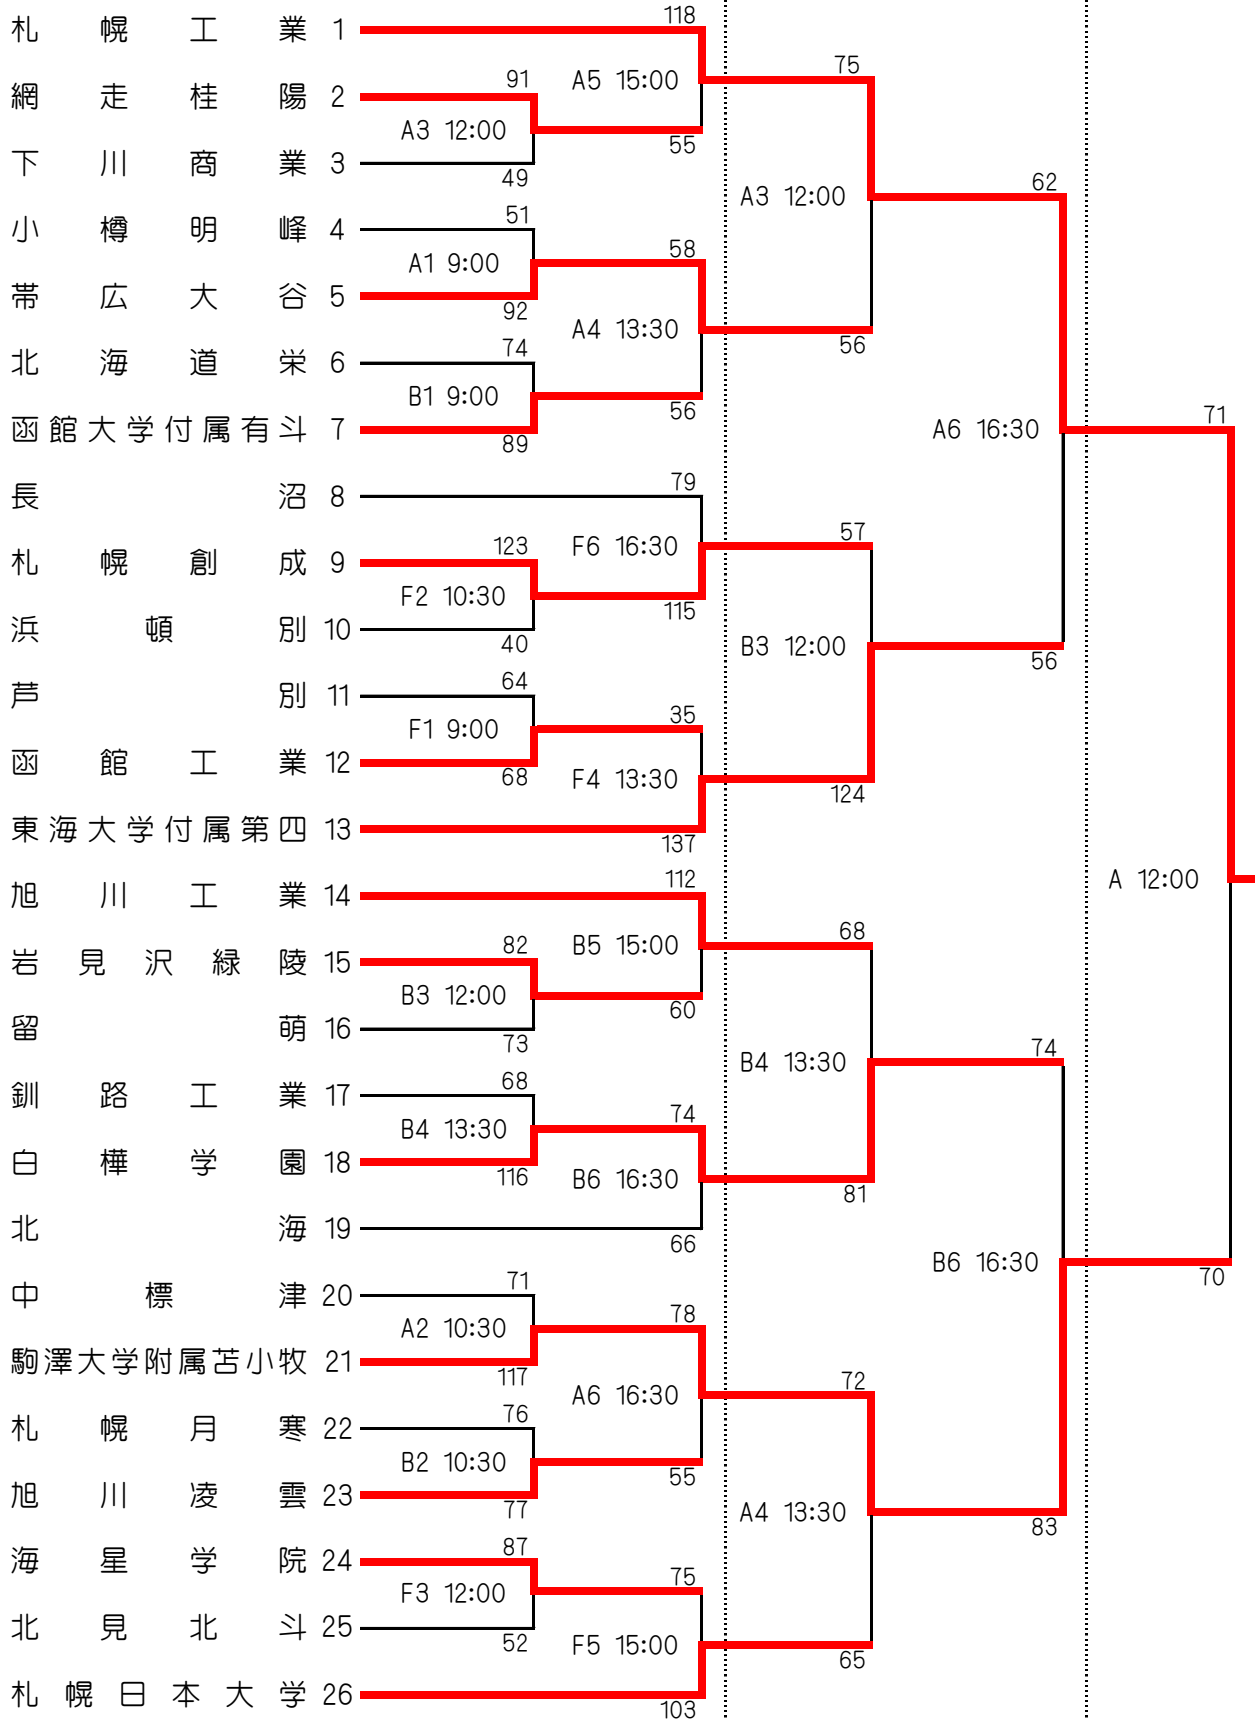 118
札幌工業 1
75
91
A5 15:00
網走桂陽 2
A3 12:00
55
下川商業 3
49
62
A3 12:00
51
小樽明峰 4
58
A1 9:00
帯広大谷 5
92
A4 13:30
56
74
北海道栄 6
B1 9:00
56
71
函館大学付属有斗 7
A6 16:30
89
79
長沼 8
57
123
F6 16:30
札幌創成 9
F2 10:30
115
浜頓別 10
40
B3 12:00
56
64
芦別 11
35
F1 9:00
函館工業 12
68
F4 13:30
124
東海大学付属第四 13
137
112
A 12:00
旭川工業 14
68
82
B5 15:00
岩見沢緑陵 15
B3 12:00
60
留萌 16
73
74
B4 13:30
68
釧路工業 17
74
B4 13:30
白樺学園 18
116
B6 16:30
81
北海 19
66
B6 16:30
70
71
中標津 20
78
A2 10:30
駒澤大学附属苫小牧 21
117
72
A6 16:30
76
札幌月寒 22
B2 10:30
55
旭川凌雲 23
77
A4 13:30
83
87
海星学院 24
75
F3 12:00
北見北斗 25
52
F5 15:00
65
札幌日本大学 26
103